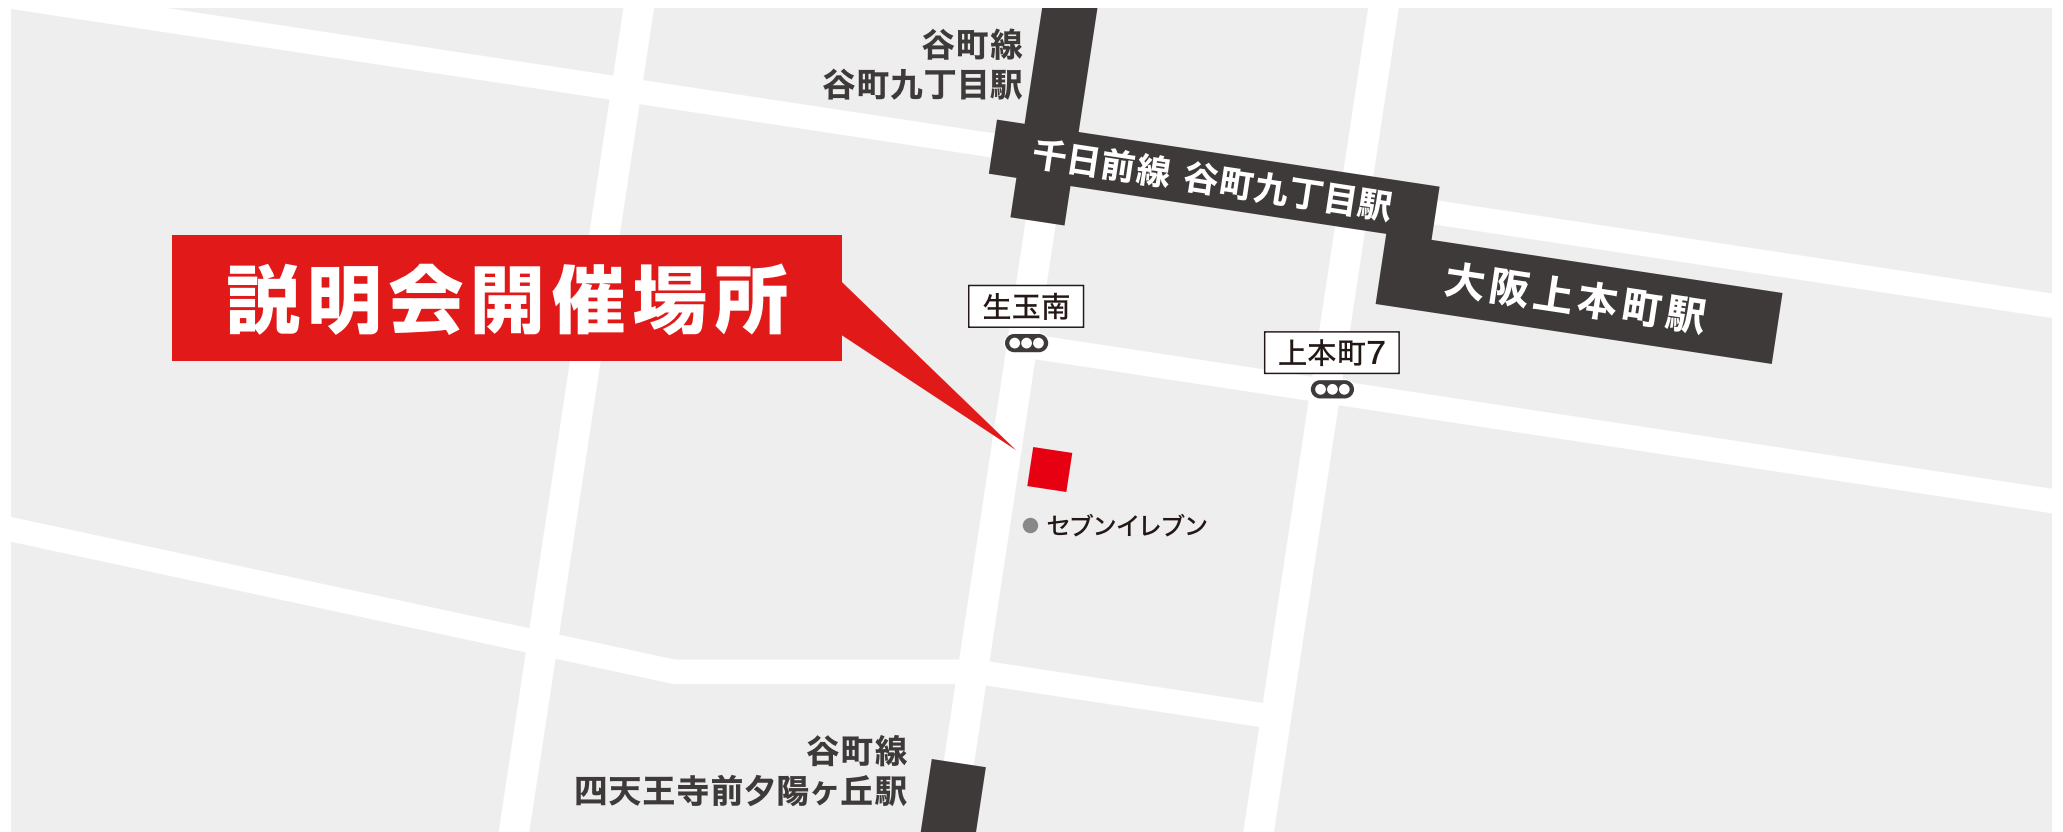 谷町線
谷町九丁目駅
千日前線 谷町九丁目駅
大阪上本町駅
説明会開催場所
生玉南
上本町7
セブンイレブン
谷町線
四天王寺前夕陽ヶ丘駅